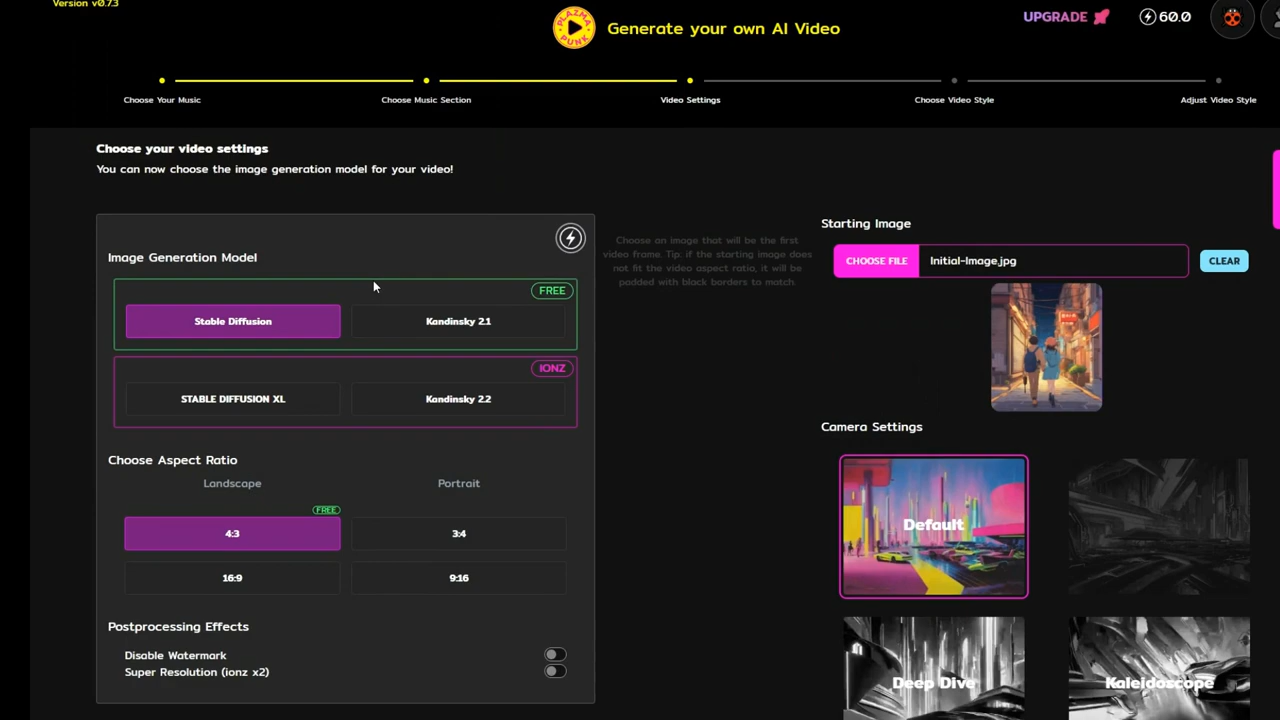 Version v0.7.3
PLAZMA PUNK
Generate your own AI Video
UPGRADE
60.0
Choose Your Music
Choose Music Section
Video Settings
Choose Video Style
Adjust Video Style
Choose your video settings
You can now choose the image generation model for your video!
Image Generation Model
FREE
Stable Diffusion
Kandinsky 2.1
IONZ
STABLE DIFFUSION XL
Kandinsky 2.2
Choose Aspect Ratio
Landscape
Portrait
FREE
4:3
3:4
16:9
9:16
Postprocessing Effects
Disable Watermark
Super Resolution (ionz x2)
Choose an image that will be the first
video frame. Tip: if the starting image does
not fit the video aspect ratio, it will be
padded with black borders to match.
Starting Image
CHOOSE FILE
Initial-Image.jpg
CLEAR
Camera Settings
Default
Deep Dive
Kaleidoscope